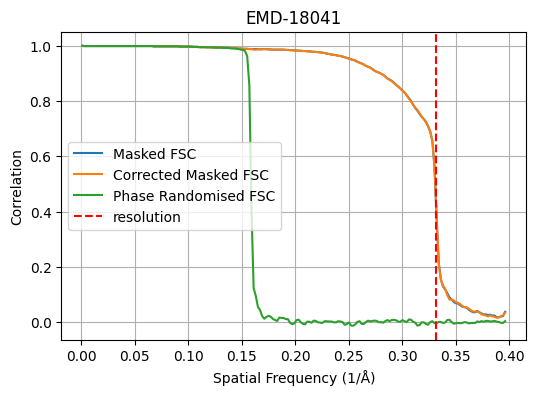 EMD-18041
1.0
0.8
0.6
0.4
0.2
0.0
Correlation
Masked FSC
Corrected Masked FSC
Phase Randomised FSC
resolution
0.00 0.05 0.10 0.15 0.20 0.25 0.30 0.35 0.40
Spatial Frequency (1/Å)